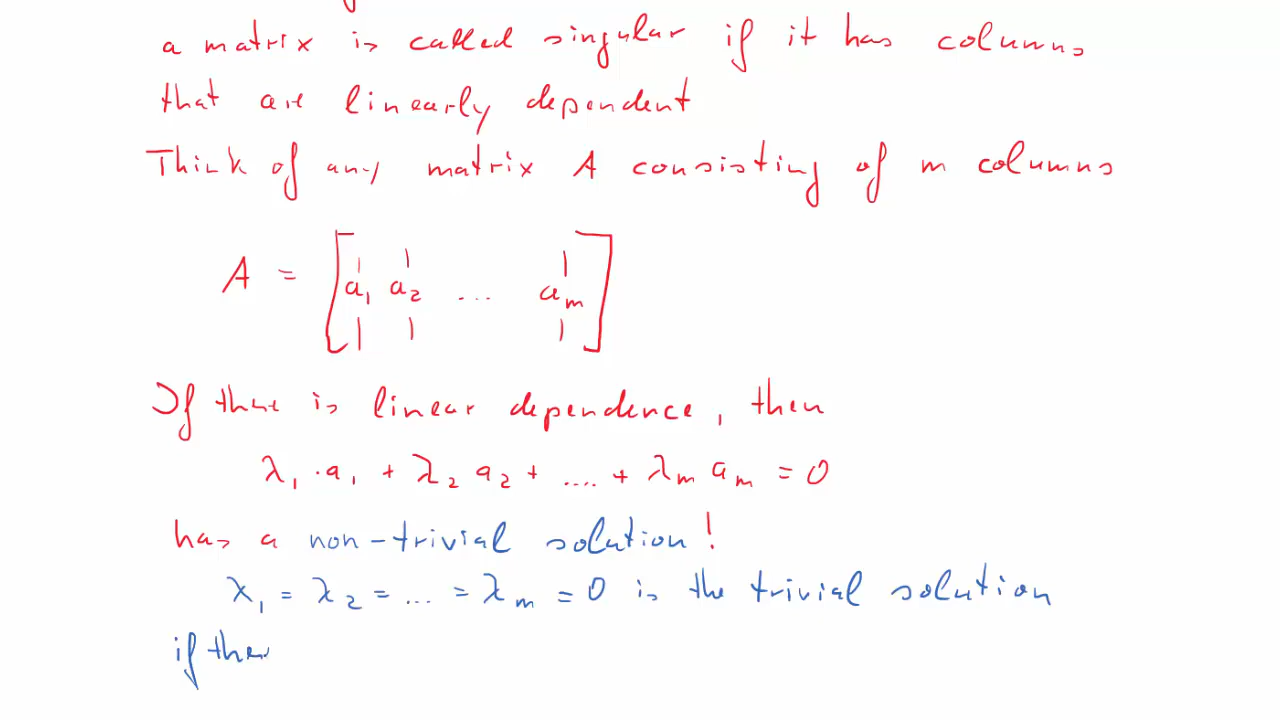 a matrix is called singular if it has columns
that are linearly dependent
Think of any matrix A consisting of m columns
A = [a₁ a₂ ... aₘ]
If there is linear dependence, then
λ₁ · a₁ + λ₂ a₂ + .... + λₘ aₘ = 0
has a non-trivial solution!
λ₁ = λ₂ = ... = λₘ = 0 is the trivial solution
if the